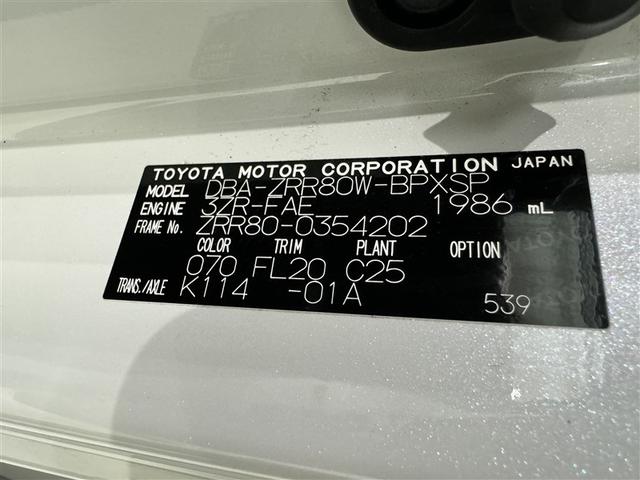 TOYOTA MOTOR CORPORATION JAPAN
MODEL DBA-ZRR80W-BPXSP
ENGINE 3ZR-FAE 1986 mL
FRAME No. ZRR80-0354202
COLOR TRIM PLANT OPTION
070 FL20 C25
TRANS./AXLE K114 -01A
539